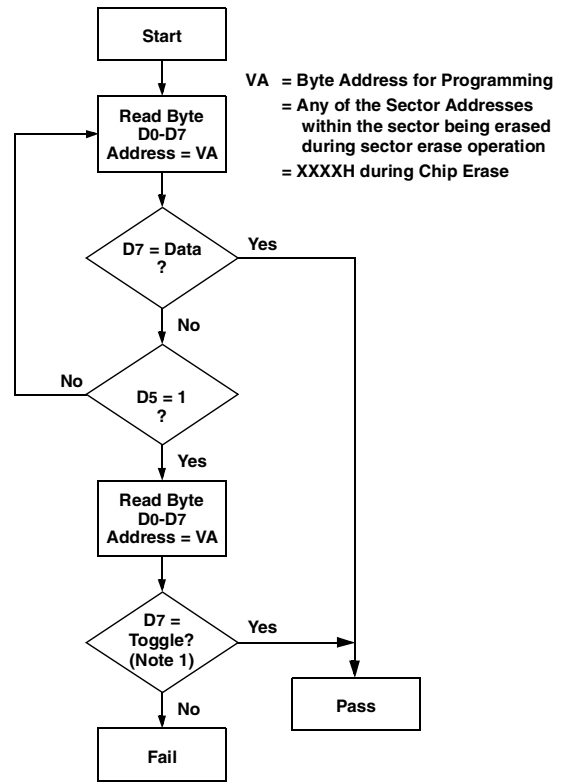 Start
VA = Byte Address for Programming
= Any of the Sector Addresses
within the sector being erased
during sector erase operation
= XXXXH during Chip Erase
Read Byte
D0-D7
Address = VA
D7 = Data
?
Yes
No
D5 = 1
?
No
Yes
Read Byte
D0-D7
Address = VA
D7 =
Toggle?
(Note 1)
Yes
No
Pass
Fail